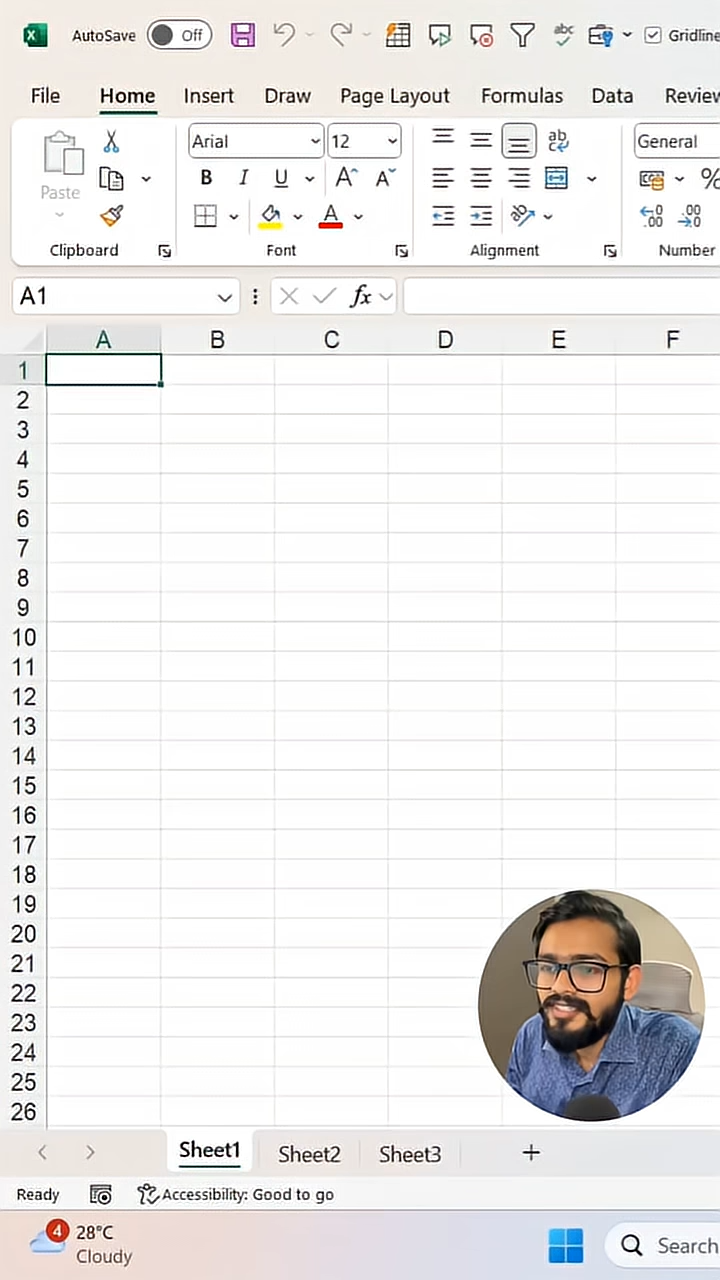 AutoSave Off Gridline
File Home Insert Draw Page Layout Formulas Data Review
Arial 12 ab General
Paste B I U A A %
A
Clipboard Font Alignment Number
A1 fx
A B C D E F
1
2
3
4
5
6
7
8
9
10
11
12
13
14
15
16
17
18
19
20
21
22
23
24
25
26
Sheet1 Sheet2 Sheet3 +
Ready Accessibility: Good to go
4 28°C
Cloudy
Search